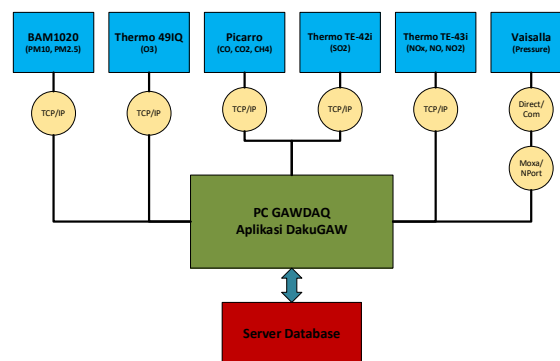 BAM1020
(PM10, PM2.5)
Thermo 49IQ
(O3)
Picarro
(CO, CO2, CH4)
Thermo TE-42i
(SO2)
Thermo TE-43i
(NOx, NO, NO2)
Vaisalla
(Pressure)
TCP/IP
TCP/IP
TCP/IP
TCP/IP
TCP/IP
Direct/
Com
Moxa/
NPort
PC GAWDAQ
Aplikasi DakuGAW
Server Database